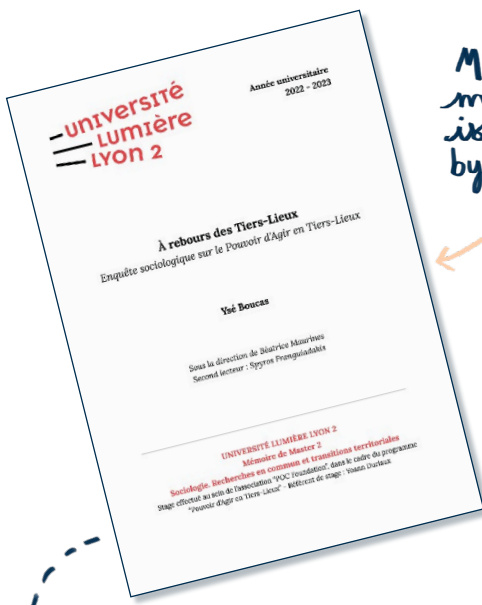 université
Lumière
Lyon 2
Année universitaire
2022 - 2023
À rebours des Tiers-Lieux
Enquête sociologique sur le Pouvoir d'Agir en Tiers-Lieux
Ysé Boucas
Sous la direction de Béatrice Maurines
Second lecteur : Spyros Franguiadakis
UNIVERSITÉ LUMIÈRE LYON 2
Mémoire de Master 2
Sociologie. Recherches en commun et transitions territoriales
Stage effectué au sein de l'association "POC Foundation", dans le cadre du programme
"Pouvoir d'Agir en Tiers-Lieux" - Référent de stage : Yoann Duriaux
is
by